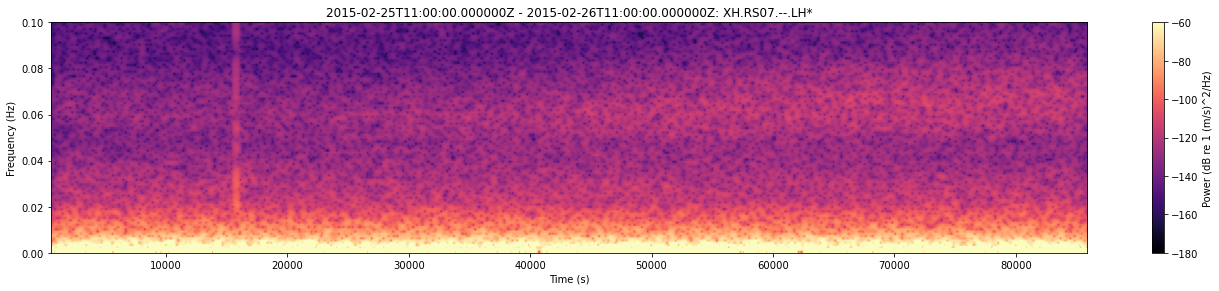 2015-02-25T11:00:00.000000Z - 2015-02-26T11:00:00.000000Z: XH.RS07.--.LH*
Frequency (Hz)
0.10
0.08
0.06
0.04
0.02
0.00
10000 20000 30000 40000 50000 60000 70000 80000
Time (s)
−60
−80
−100
−120
−140
−160
−180
Power (dB re 1 (m/s)^2/Hz)